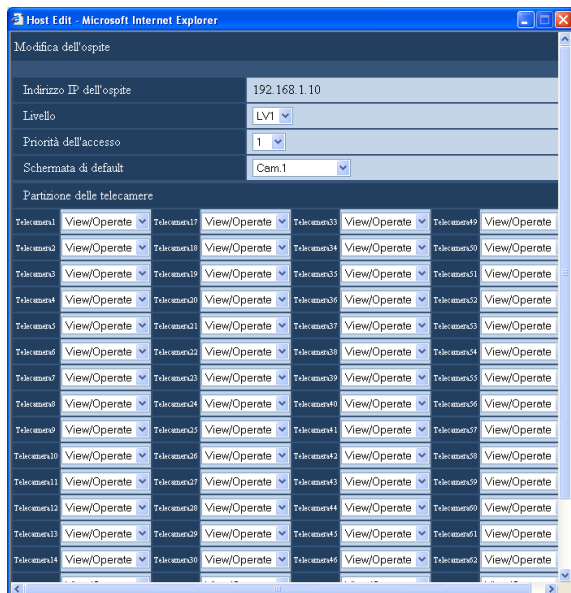 Host Edit - Microsoft Internet Explorer
Modifica dell'ospite
Indirizzo IP dell'ospite 192.168.1.10
Livello LV1
Priorità dell'accesso 1
Schermata di default Cam.1
Partizione delle telecamere
Telecamera1 View/Operate Telecamera17 View/Operate Telecamera33 View/Operate Telecamera49 View/Operate
Telecamera2 View/Operate Telecamera18 View/Operate Telecamera34 View/Operate Telecamera50 View/Operate
Telecamera3 View/Operate Telecamera19 View/Operate Telecamera35 View/Operate Telecamera51 View/Operate
Telecamera4 View/Operate Telecamera20 View/Operate Telecamera36 View/Operate Telecamera52 View/Operate
Telecamera5 View/Operate Telecamera21 View/Operate Telecamera37 View/Operate Telecamera53 View/Operate
Telecamera6 View/Operate Telecamera22 View/Operate Telecamera38 View/Operate Telecamera54 View/Operate
Telecamera7 View/Operate Telecamera23 View/Operate Telecamera39 View/Operate Telecamera55 View/Operate
Telecamera8 View/Operate Telecamera24 View/Operate Telecamera40 View/Operate Telecamera56 View/Operate
Telecamera9 View/Operate Telecamera25 View/Operate Telecamera41 View/Operate Telecamera57 View/Operate
Telecamera10 View/Operate Telecamera26 View/Operate Telecamera42 View/Operate Telecamera58 View/Operate
Telecamera11 View/Operate Telecamera27 View/Operate Telecamera43 View/Operate Telecamera59 View/Operate
Telecamera12 View/Operate Telecamera28 View/Operate Telecamera44 View/Operate Telecamera60 View/Operate
Telecamera13 View/Operate Telecamera29 View/Operate Telecamera45 View/Operate Telecamera61 View/Operate
Telecamera14 View/Operate Telecamera30 View/Operate Telecamera46 View/Operate Telecamera62 View/Operate